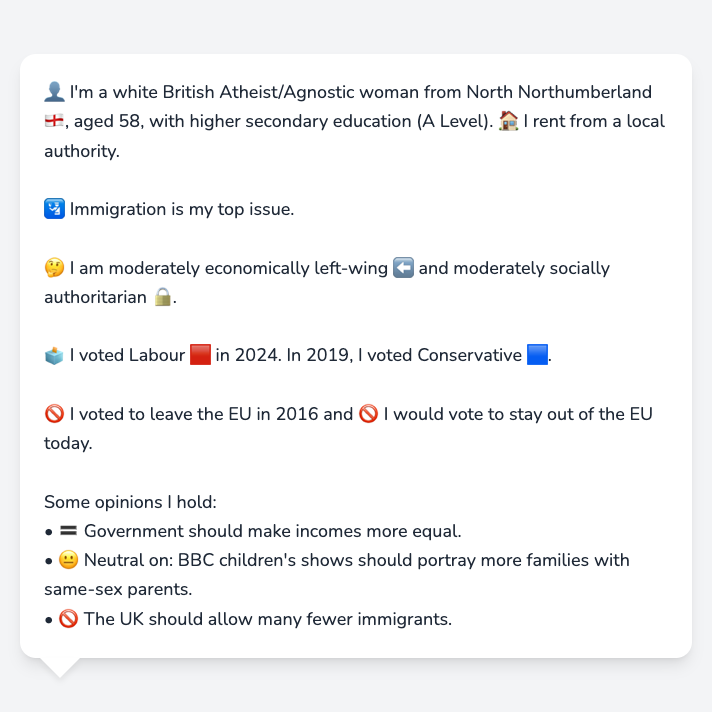 👤 I'm a white British Atheist/Agnostic woman from North Northumberland
🏴󠁧󠁢󠁥󠁮󠁧󠁿, aged 58, with higher secondary education (A Level). 🏠 I rent from a local
authority.
🛂 Immigration is my top issue.
🤔 I am moderately economically left-wing ⬅️ and moderately socially
authoritarian 🔒.
🗳️ I voted Labour 🟥 in 2024. In 2019, I voted Conservative 🟦.
🚫 I voted to leave the EU in 2016 and 🚫 I would vote to stay out of the EU
today.
Some opinions I hold:
• 🟰 Government should make incomes more equal.
• 😐 Neutral on: BBC children's shows should portray more families with
same-sex parents.
• 🚫 The UK should allow many fewer immigrants.